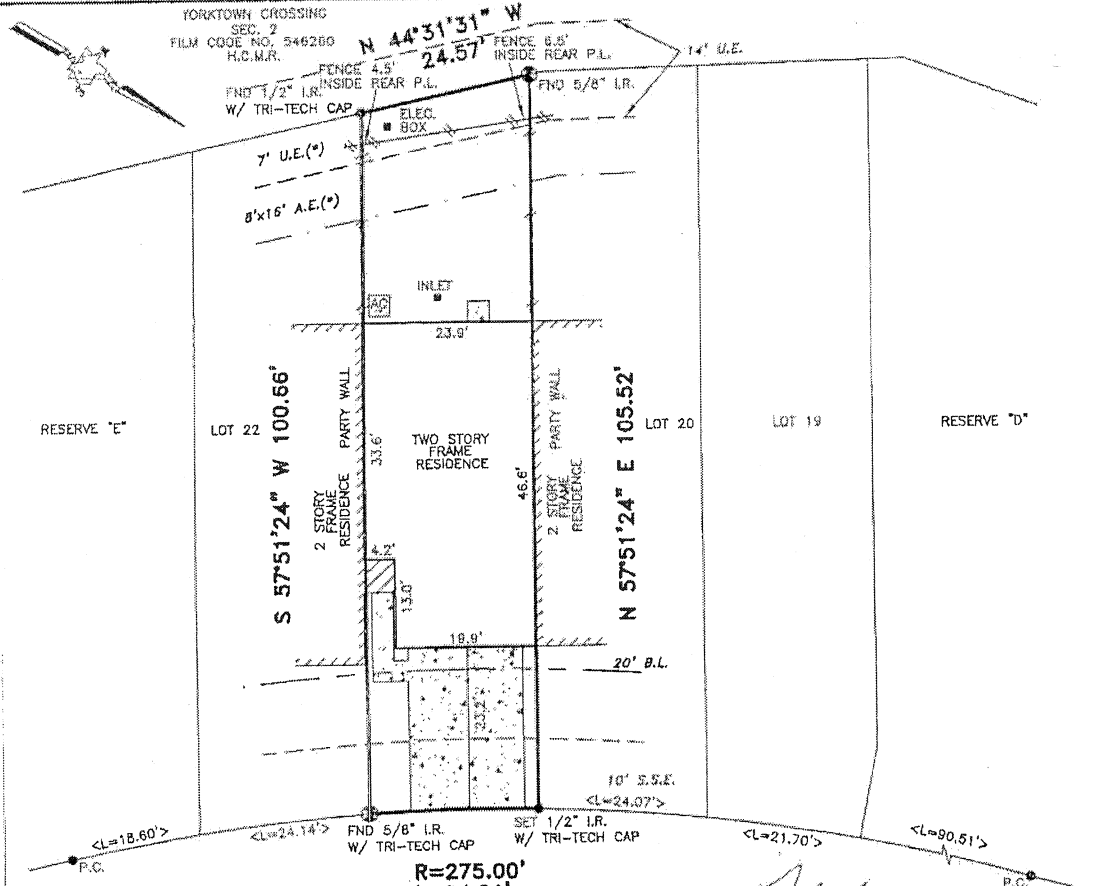 YORKTOWN CROSSING
SEC. 2
FILM CODE NO. 546260
H.C.M.R.
N 44°31'31" W
24.57'
FENCE 6.5'
INSIDE REAR P.L.
14' U.E.
FENCE 4.5'
INSIDE REAR P.L.
FND 1/2" I.R.
W/ TRI-TECH CAP
FND 5/8" I.R.
ELEC.
BOX
7' U.E.(*)
8'x16' A.E.(*)
INLET
AC
23.9'
RESERVE "E"
LOT 22
S 57°51'24" W 100.66'
2 STORY
FRAME
RESIDENCE
PARTY WALL
33.6'
TWO STORY
FRAME
RESIDENCE
46.6'
PARTY WALL
2 STORY
FRAME
RESIDENCE
N 57°51'24" E 105.52'
LOT 20
LOT 19
RESERVE "D"
4.2'
13.0'
19.9'
20' B.L.
23.2'
10' S.S.E.
<L=18.60'>
<L=24.14'>
<L=24.07'>
<L=21.70'>
<L=90.51'>
P.C.
FND 5/8" I.R.
W/ TRI-TECH CAP
SET 1/2" I.R.
W/ TRI-TECH CAP
P.C.
R=275.00'